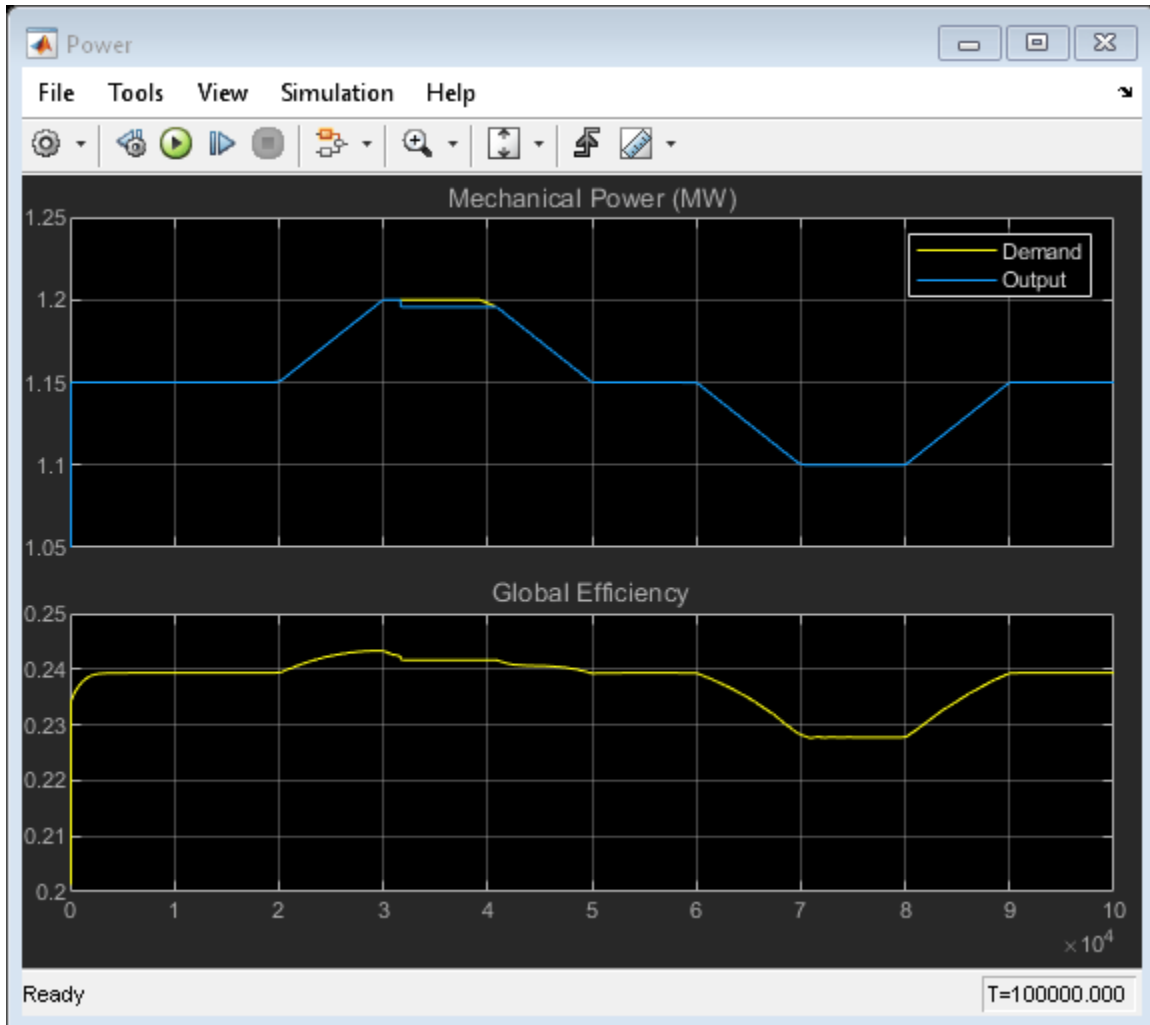 Power
File Tools View Simulation Help
Mechanical Power (MW)
1.25
1.2
1.15
1.1
1.05
Demand
Output
Global Efficiency
0.25
0.24
0.23
0.22
0.21
0.2
0 1 2 3 4 5 6 7 8 9 10
×10⁴
Ready T=100000.000